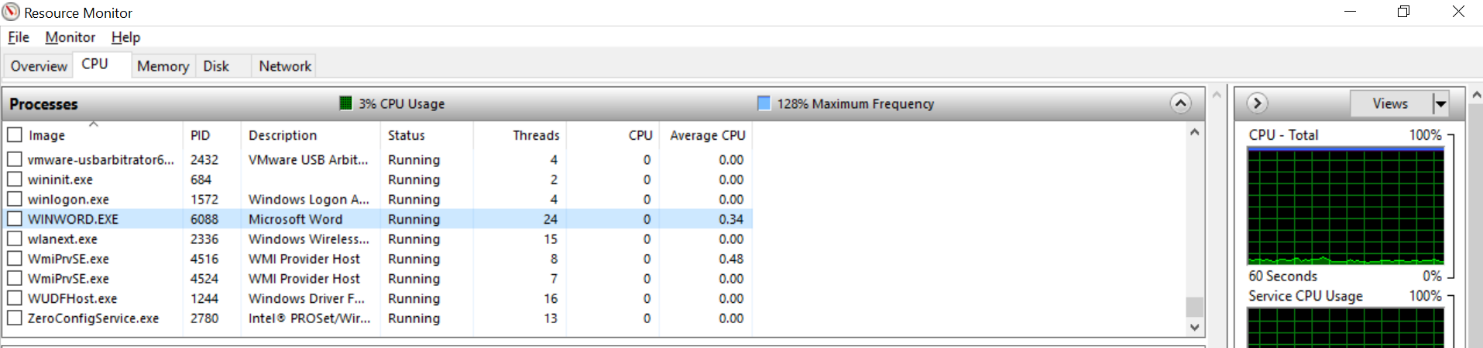 Resource Monitor
File Monitor Help
Overview CPU Memory Disk Network
Processes 3% CPU Usage 128% Maximum Frequency
Image PID Description Status Threads CPU Average CPU
vmware-usbarbitrator6... 2432 VMware USB Arbit... Running 4 0 0.00
wininit.exe 684 Running 2 0 0.00
winlogon.exe 1572 Windows Logon A... Running 4 0 0.00
WINWORD.EXE 6088 Microsoft Word Running 24 0 0.34
wlanext.exe 2336 Windows Wireless... Running 15 0 0.00
WmiPrvSE.exe 4516 WMI Provider Host Running 8 0 0.48
WmiPrvSE.exe 4524 WMI Provider Host Running 7 0 0.00
WUDFHost.exe 1244 Windows Driver F... Running 16 0 0.00
ZeroConfigService.exe 2780 Intel® PROSet/Wir... Running 13 0 0.00
Views
CPU - Total 100%
60 Seconds 0%
Service CPU Usage 100%